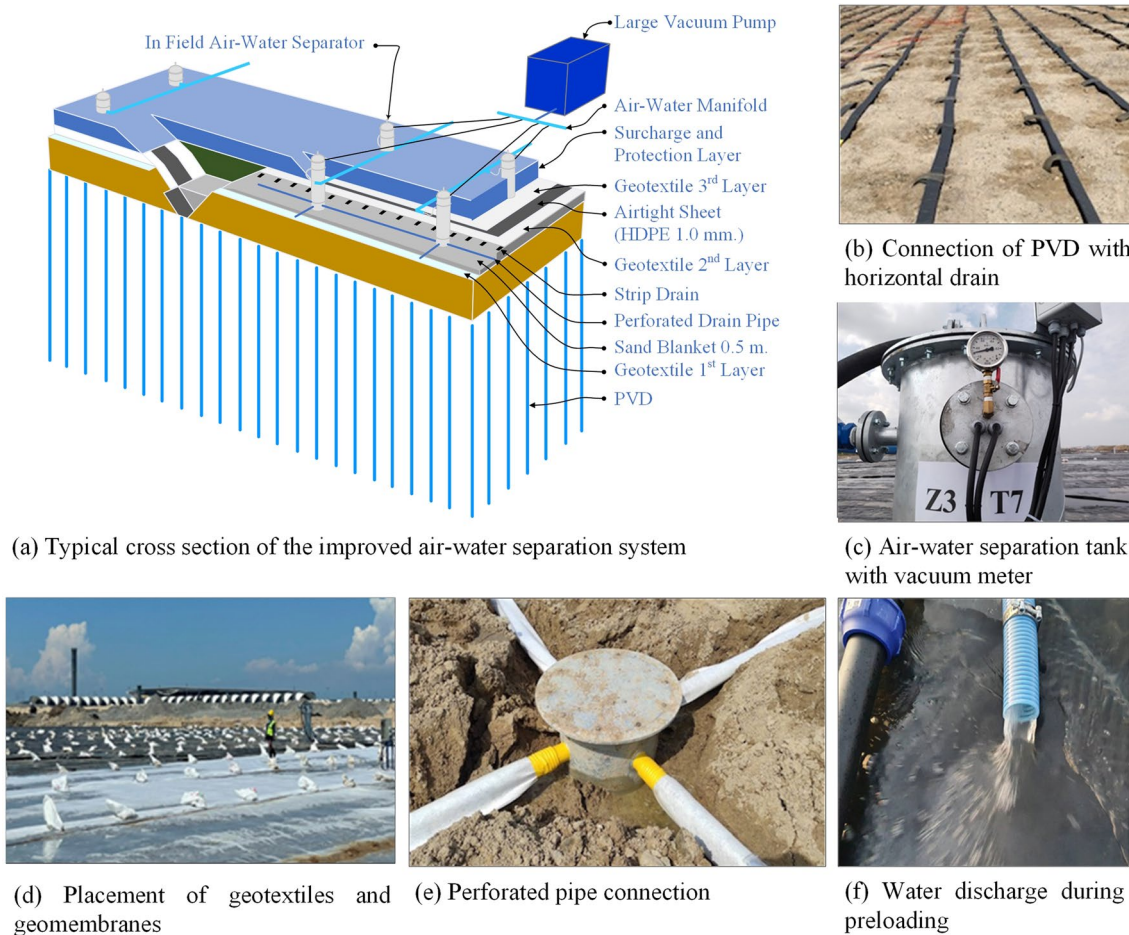 Large Vacuum Pump
In Field Air-Water Separator
Air-Water Manifold
Surcharge and
Protection Layer
Geotextile 3rd Layer
Airtight Sheet
(HDPE 1.0 mm.)
Geotextile 2nd Layer
Strip Drain
Perforated Drain Pipe
Sand Blanket 0.5 m.
Geotextile 1st Layer
PVD
(a) Typical cross section of the improved air-water separation system
(b) Connection of PVD with
horizontal drain
Z3 T7
(c) Air-water separation tank
with vacuum meter
(d) Placement of geotextiles and
geomembranes
(e) Perforated pipe connection
(f) Water discharge during
preloading